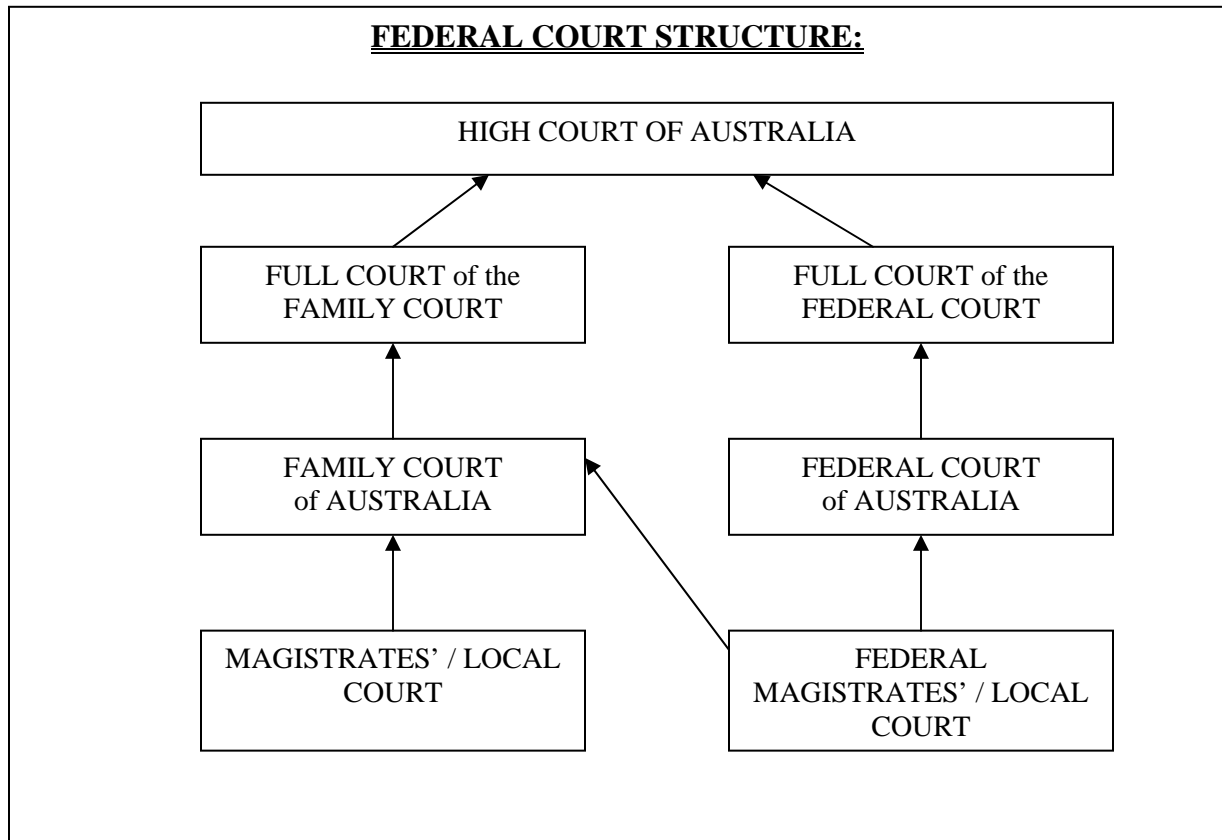 FEDERAL COURT STRUCTURE:
HIGH COURT OF AUSTRALIA
FULL COURT of the
FAMILY COURT
FULL COURT of the
FEDERAL COURT
FAMILY COURT
of AUSTRALIA
FEDERAL COURT
of AUSTRALIA
MAGISTRATES’ / LOCAL
COURT
FEDERAL
MAGISTRATES’ / LOCAL
COURT